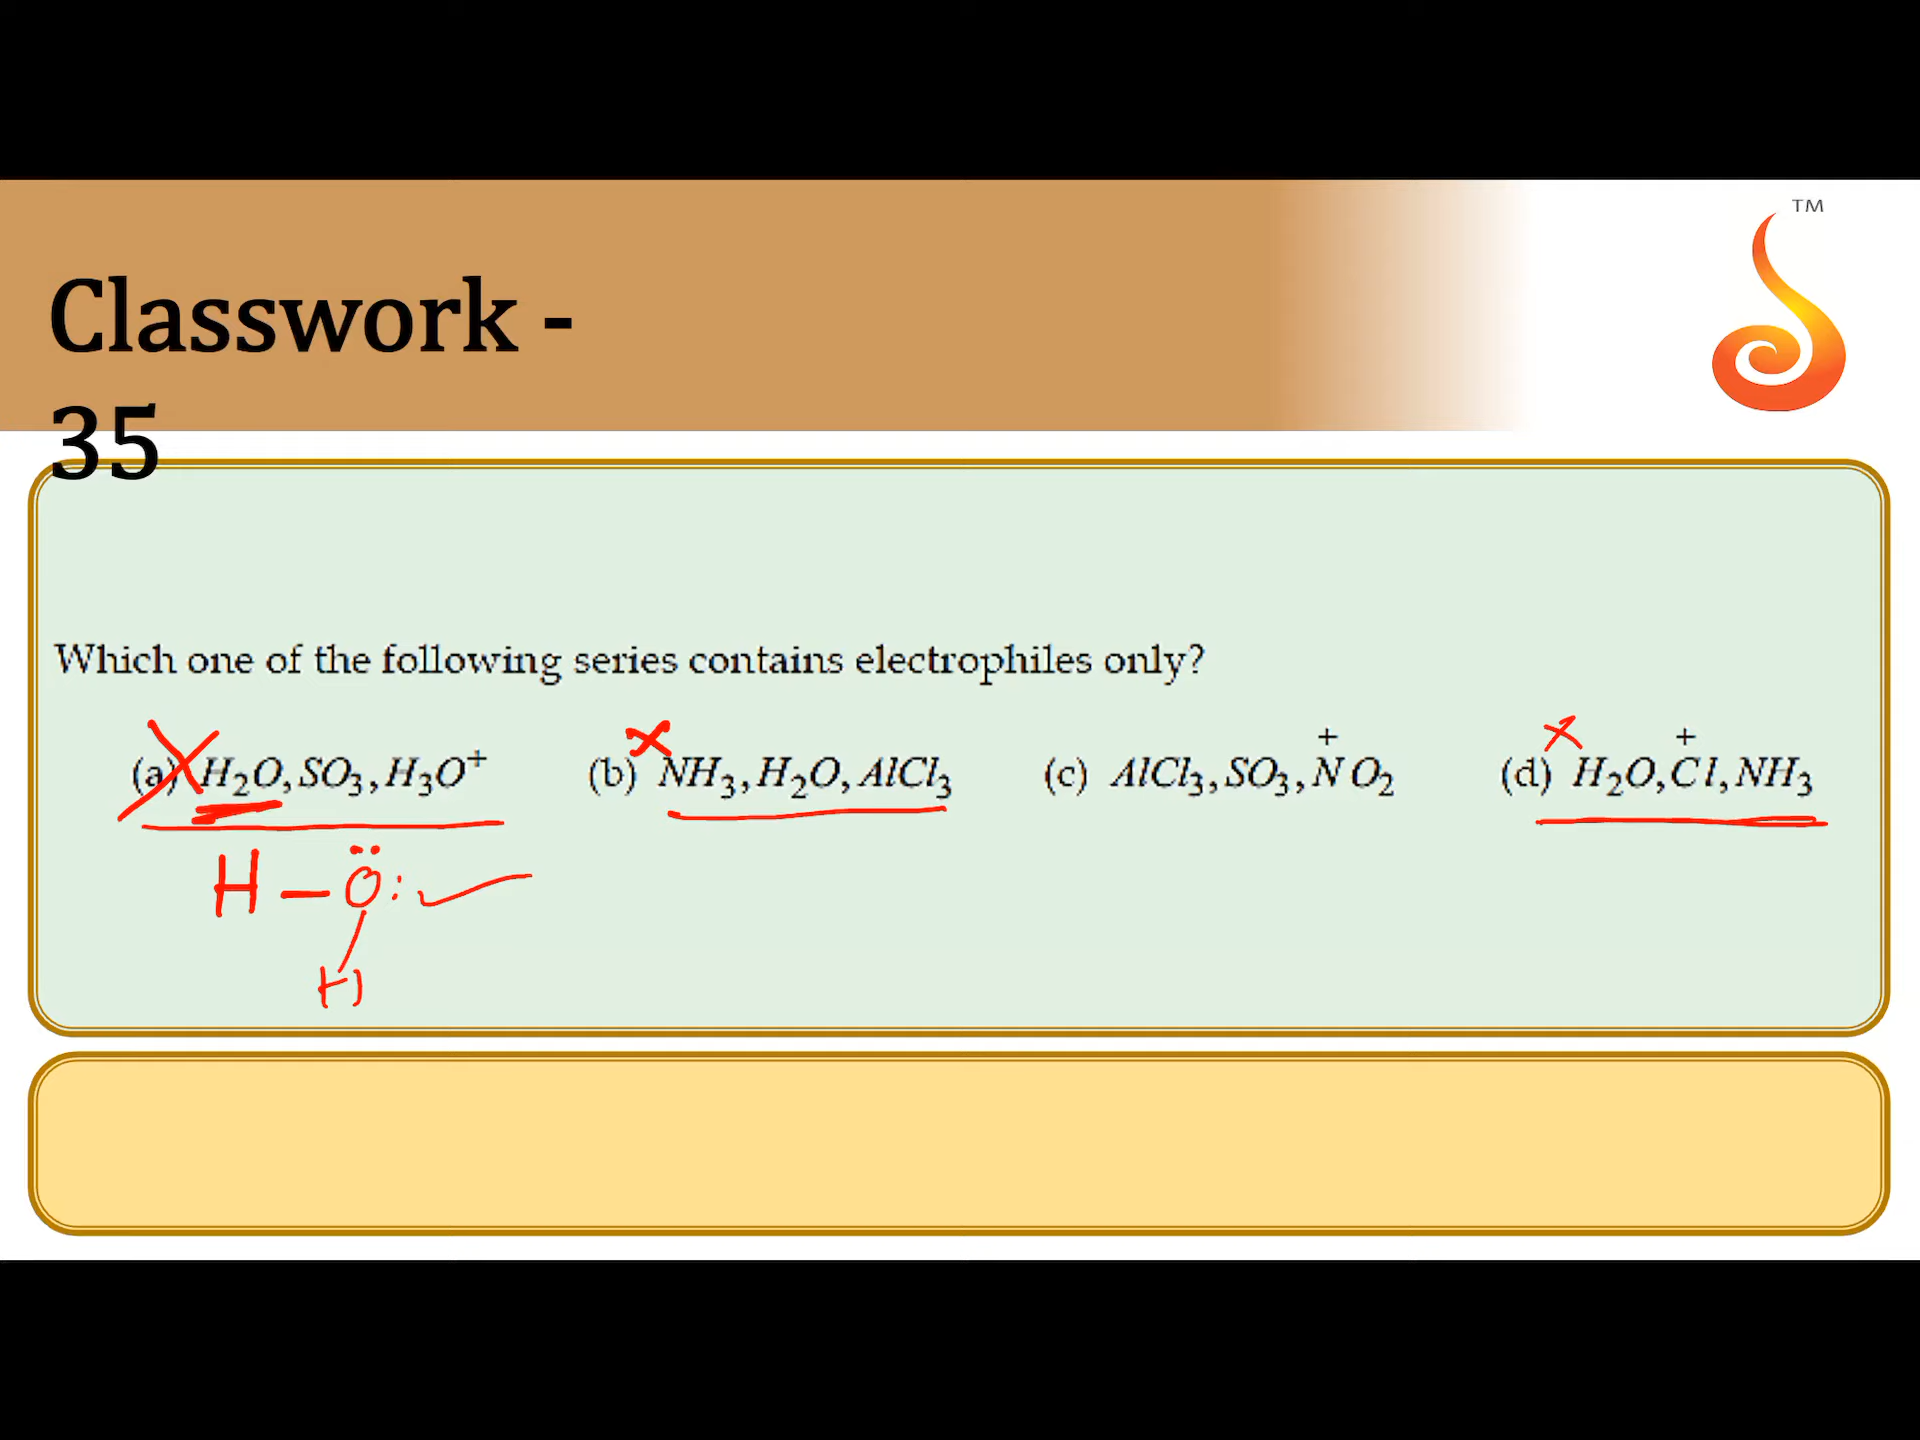 TM
Classwork -
35
Which one of the following series contains electrophiles only?
(a) H₂O, SO₃, H₃O⁺ (b) NH₃, H₂O, AlCl₃ (c) AlCl₃, SO₃, N⁺O₂ (d) H₂O, Cl⁺, NH₃
H – Ö:
H